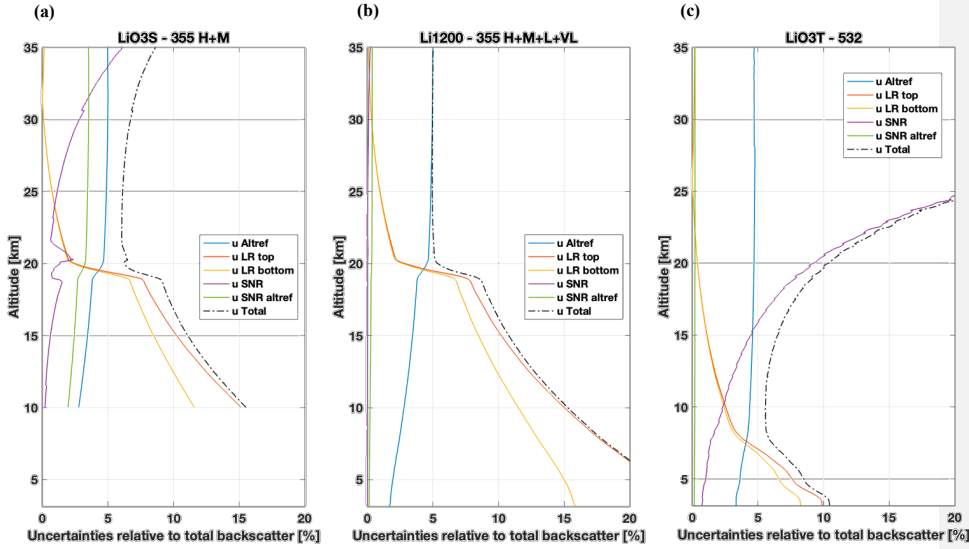 (a)
LiO3S - 355 H+M
35
30
25
20
15
10
5
0 5 10 15 20
Altitude [km]
Uncertainties relative to total backscatter [%]
u Altref
u LR top
u LR bottom
u SNR
u SNR altref
u Total
(b)
Li1200 - 355 H+M+L+VL
35
30
25
20
15
10
5
0 5 10 15 20
Altitude [km]
Uncertainties relative to total backscatter [%]
u Altref
u LR top
u LR bottom
u SNR
u SNR altref
u Total
(c)
LiO3T - 532
35
30
25
20
15
10
5
0 5 10 15 20
Altitude [km]
Uncertainties relative to total backscatter [%]
u Altref
u LR top
u LR bottom
u SNR
u SNR altref
u Total